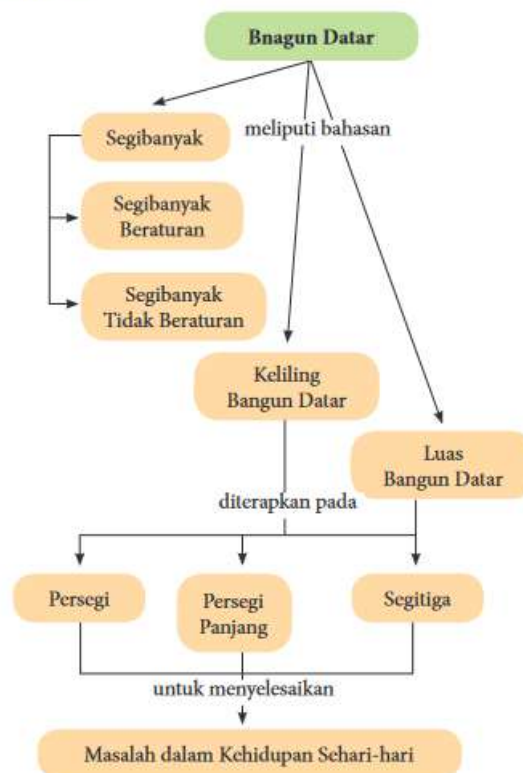 Bnagun Datar
meliputi bahasan
Segibanyak
Segibanyak
Beraturan
Segibanyak
Tidak Beraturan
Keliling
Bangun Datar
Luas
Bangun Datar
diterapkan pada
Persegi
Persegi
Panjang
Segitiga
untuk menyelesaikan
Masalah dalam Kehidupan Sehari-hari